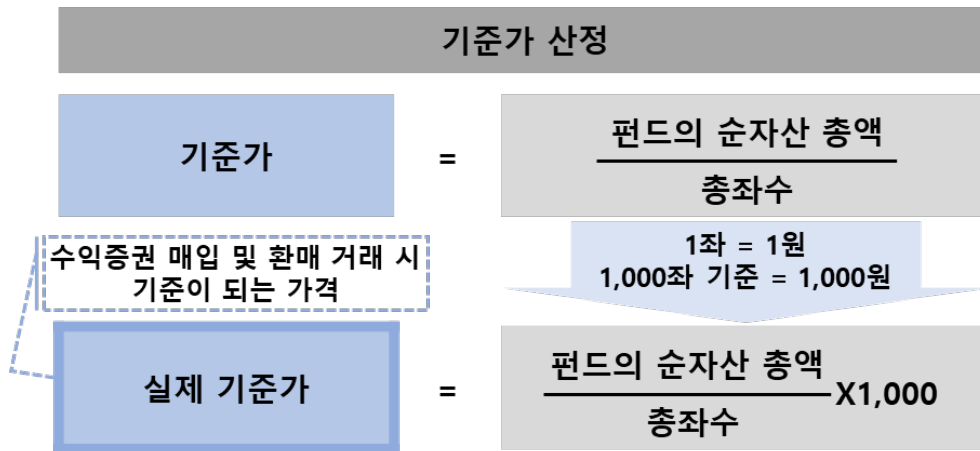 기준가 산정
기준가
=
펀드의 순자산 총액
총좌수
수익증권 매입 및 환매 거래 시
기준이 되는 가격
1좌 = 1원
1,000좌 기준 = 1,000원
실제 기준가
=
펀드의 순자산 총액
총좌수
X1,000